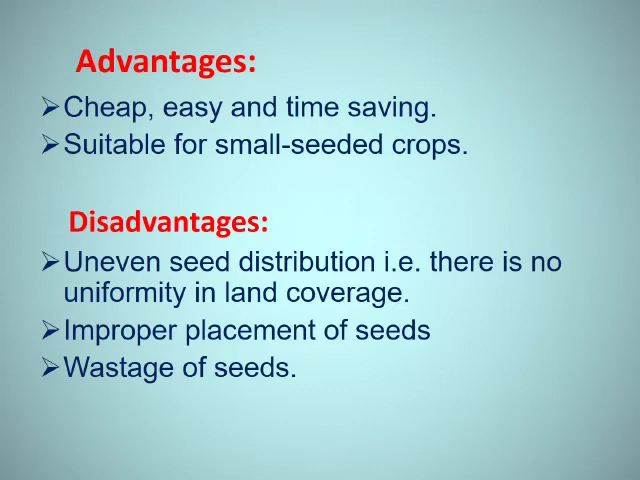 Advantages:
➢Cheap, easy and time saving.
➢Suitable for small-seeded crops.
Disadvantages:
➢Uneven seed distribution i.e. there is no
uniformity in land coverage.
➢Improper placement of seeds
➢Wastage of seeds.